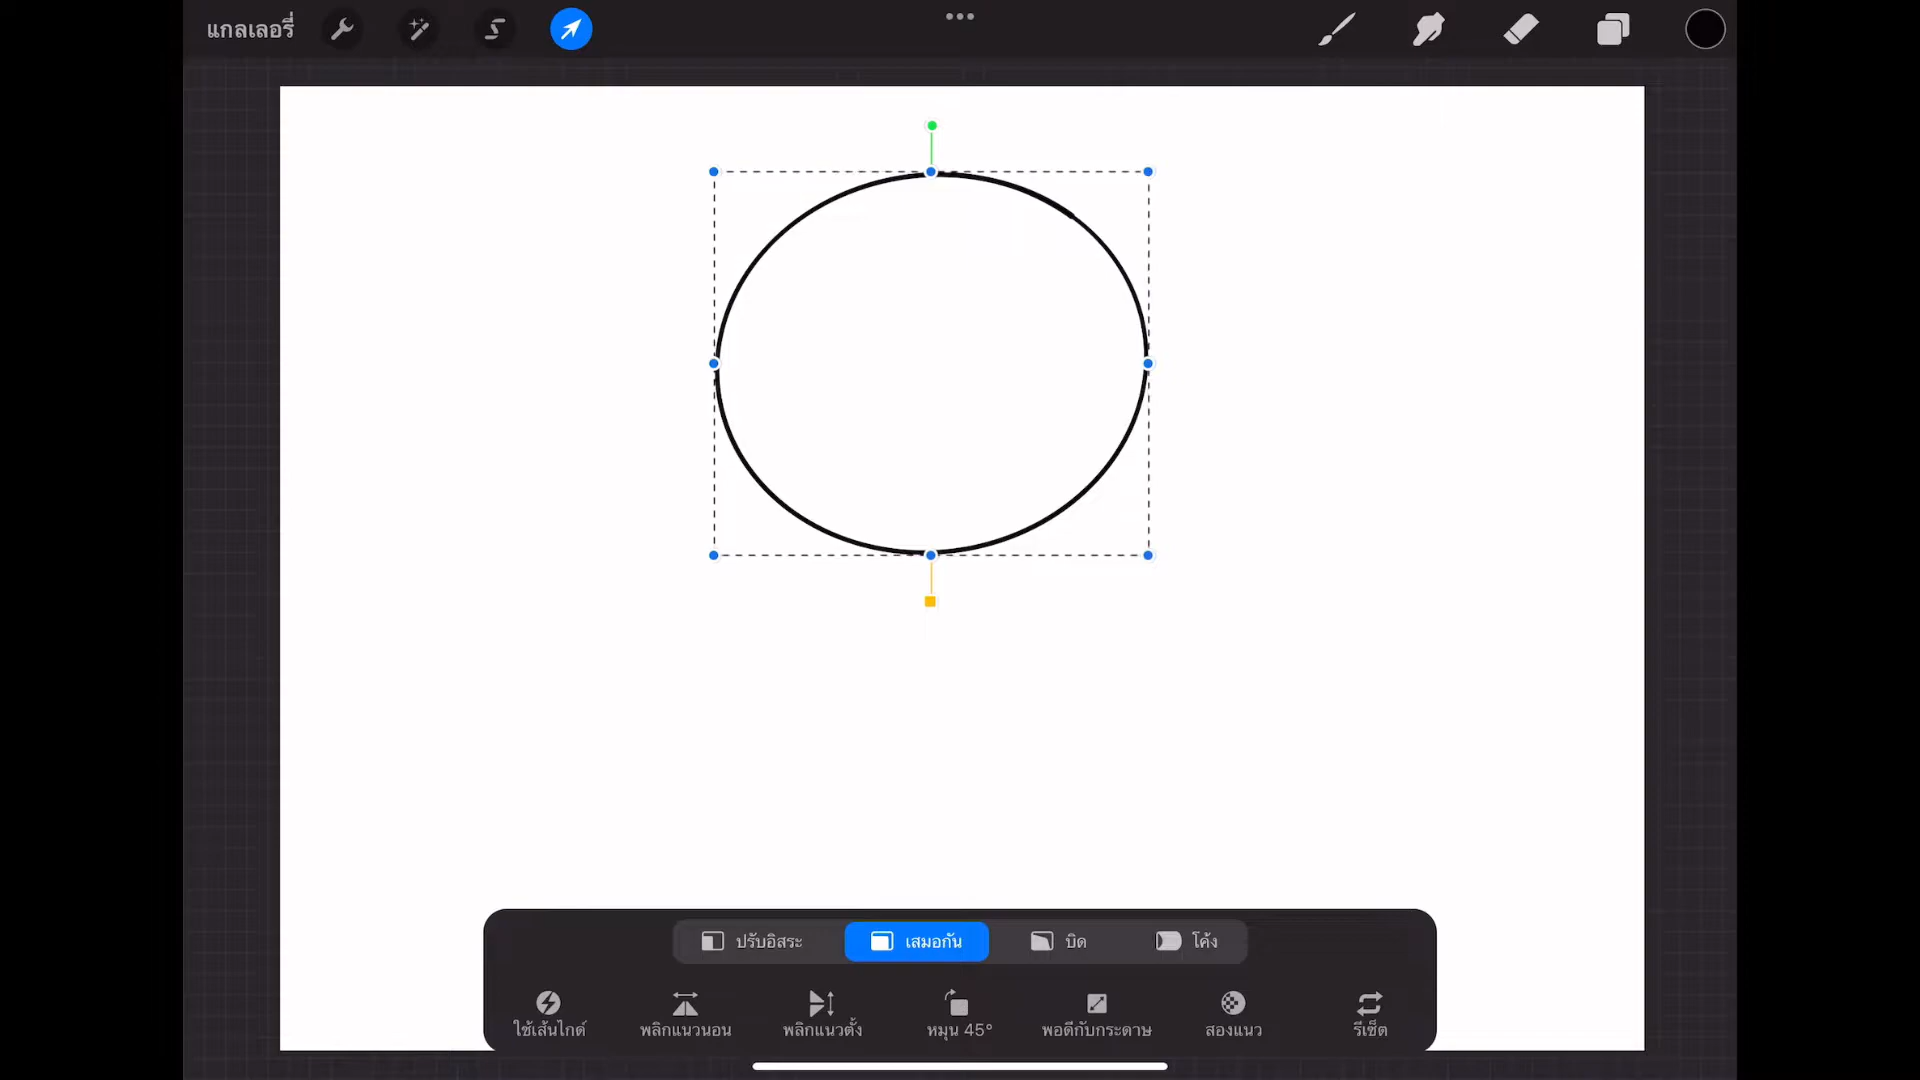 แกลเลอรี่
ปรับอิสระ เสมอกัน บิด โค้ง
ใช้เส้นไกด์ พลิกแนวนอน พลิกแนวตั้ง หมุน 45° พอดีกับกระดาษ สองแนว รีเซ็ต